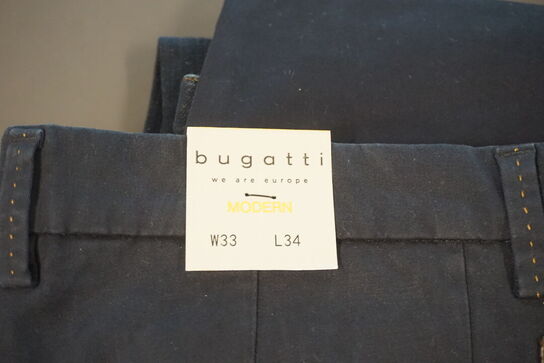 bugatti
we are europe
MODERN
W33 L34